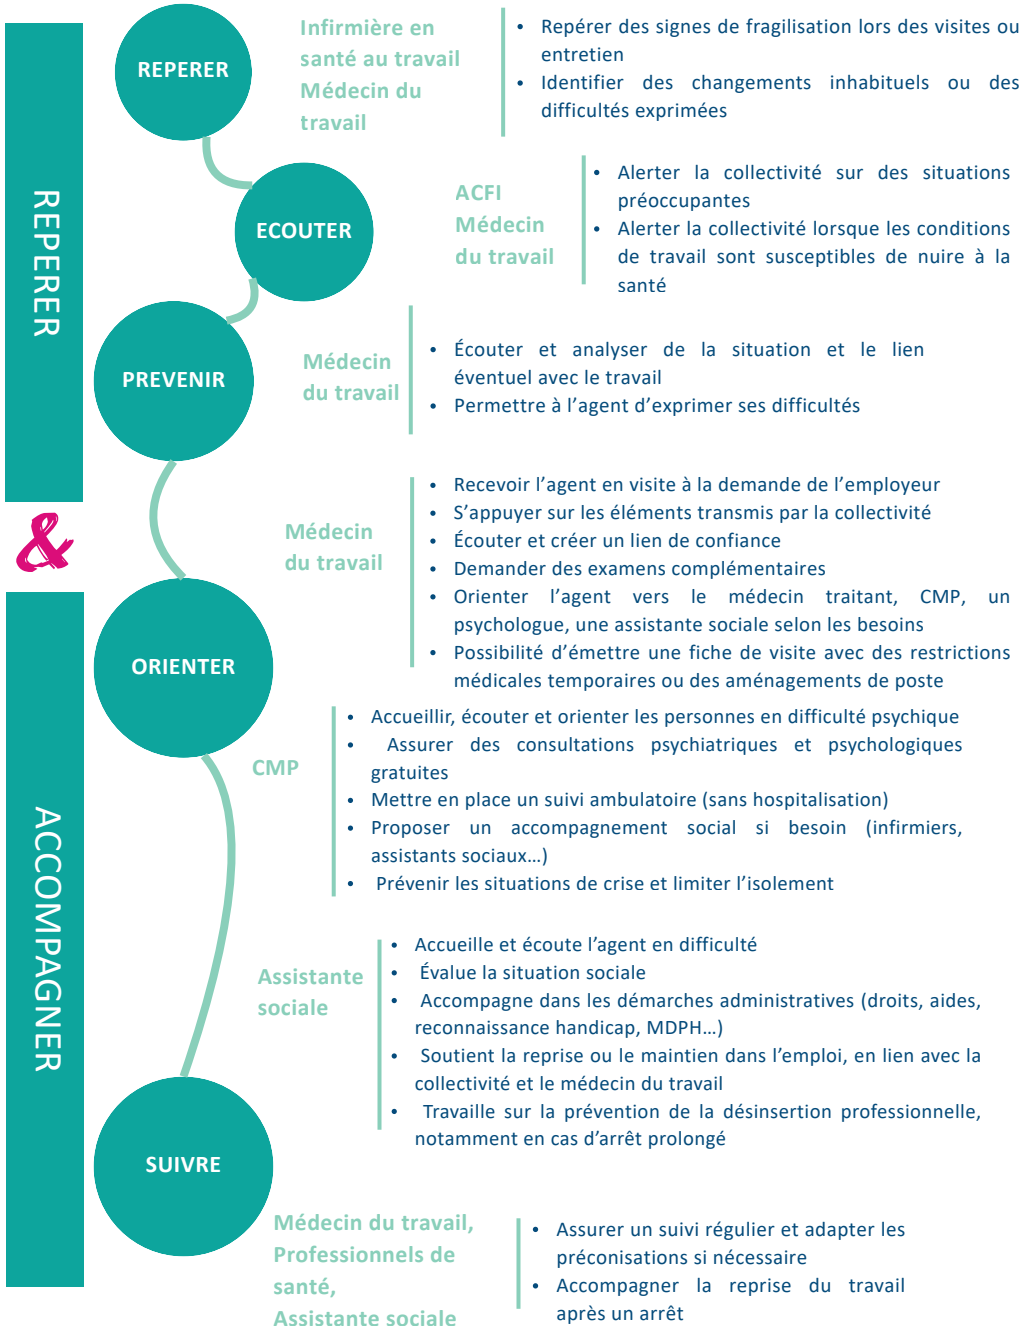 REPERER
&
ACCOMPAGNER
REPERER
Infirmière en
santé au travail
Médecin du
travail
• Repérer des signes de fragilisation lors des visites ou
entretien
• Identifier des changements inhabituels ou des
difficultés exprimées
ECOUTER
ACFI
Médecin
du travail
• Alerter la collectivité sur des situations
préoccupantes
• Alerter la collectivité lorsque les conditions
de travail sont susceptibles de nuire à la
santé
PREVENIR
Médecin
du travail
• Écouter et analyser de la situation et le lien
éventuel avec le travail
• Permettre à l’agent d’exprimer ses difficultés
ORIENTER
Médecin
du travail
• Recevoir l’agent en visite à la demande de l’employeur
• S’appuyer sur les éléments transmis par la collectivité
• Écouter et créer un lien de confiance
• Demander des examens complémentaires
• Orienter l’agent vers le médecin traitant, CMP, un
psychologue, une assistante sociale selon les besoins
• Possibilité d’émettre une fiche de visite avec des restrictions
médicales temporaires ou des aménagements de poste
CMP
• Accueillir, écouter et orienter les personnes en difficulté psychique
• Assurer des consultations psychiatriques et psychologiques
gratuites
• Mettre en place un suivi ambulatoire (sans hospitalisation)
• Proposer un accompagnement social si besoin (infirmiers,
assistants sociaux…)
• Prévenir les situations de crise et limiter l’isolement
Assistante
sociale
• Accueille et écoute l’agent en difficulté
• Évalue la situation sociale
• Accompagne dans les démarches administratives (droits, aides,
reconnaissance handicap, MDPH…)
• Soutient la reprise ou le maintien dans l’emploi, en lien avec la
collectivité et le médecin du travail
• Travaille sur la prévention de la désinsertion professionnelle,
notamment en cas d’arrêt prolongé
SUIVRE
Médecin du travail,
Professionnels de
santé,
Assistante sociale
• Assurer un suivi régulier et adapter les
préconisations si nécessaire
• Accompagner la reprise du travail
après un arrêt